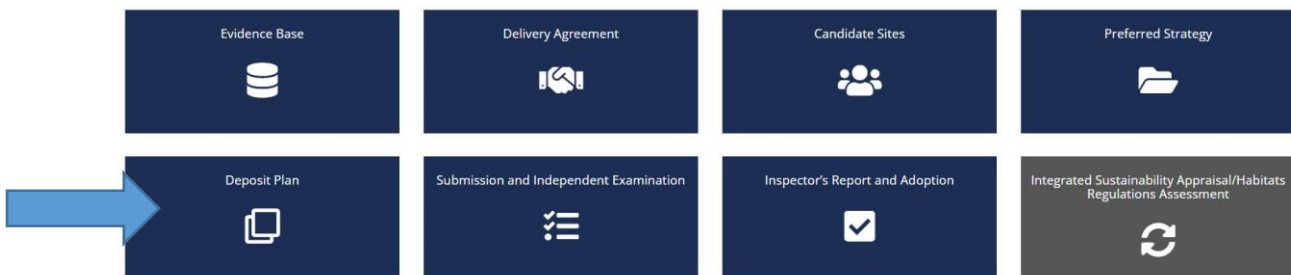 Evidence Base
Delivery Agreement
Candidate Sites
Preferred Strategy
Deposit Plan
Submission and Independent Examination
Inspector's Report and Adoption
Integrated Sustainability Appraisal/Habitats
Regulations Assessment